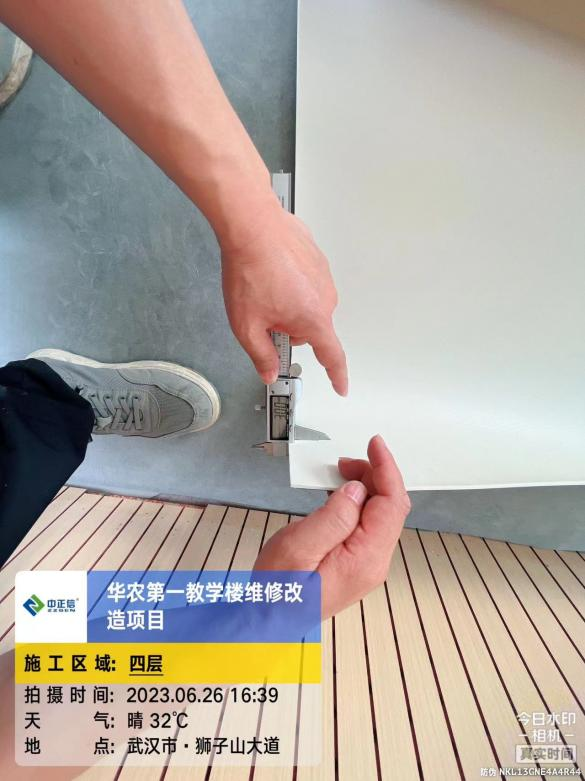 中正信®
ZZBEN
华农第一教学楼维修改
造项目
施工区域: 四层
拍摄时间: 2023.06.26 16:39
天气: 晴 32℃
地点: 武汉市·狮子山大道
今日水印
相机
真实时间
防伪 NKL13GNE4A4R44